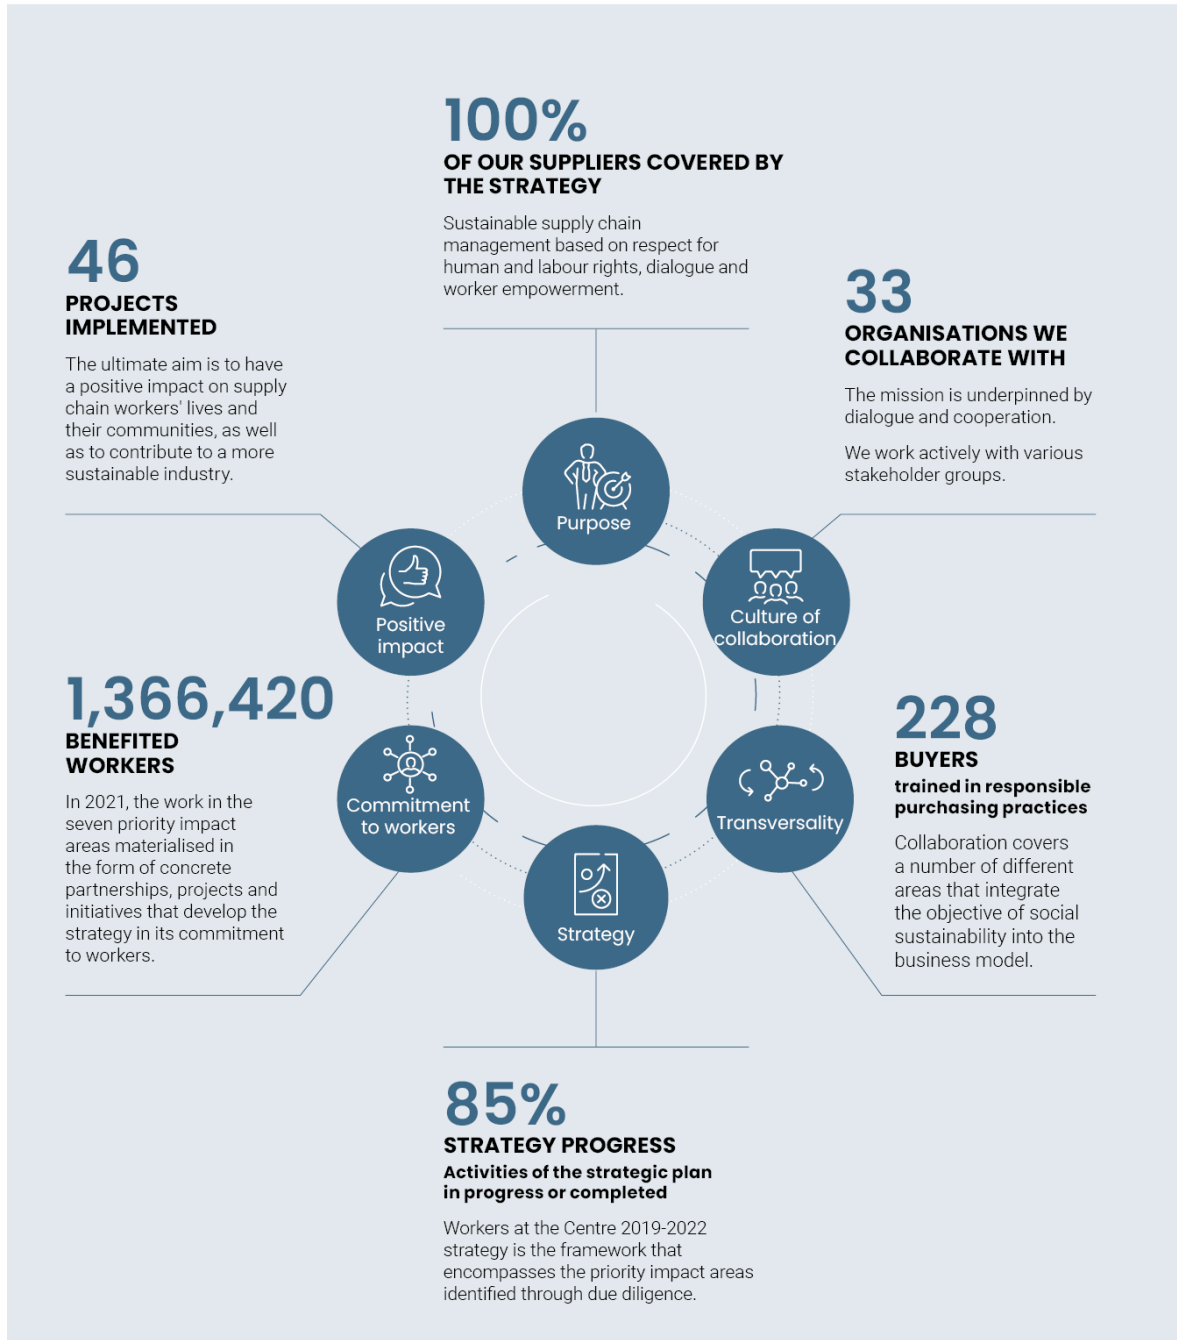 100%
OF OUR SUPPLIERS COVERED BY
THE STRATEGY
Sustainable supply chain
management based on respect for
human and labour rights, dialogue and
worker empowerment.
46
PROJECTS
IMPLEMENTED
The ultimate aim is to have
a positive impact on supply
chain workers' lives and
their communities, as well
as to contribute to a more
sustainable industry.
33
ORGANISATIONS WE
COLLABORATE WITH
The mission is underpinned by
dialogue and cooperation.
We work actively with various
stakeholder groups.
Purpose
Positive
impact
Culture of
collaboration
1,366,420
BENEFITED
WORKERS
In 2021, the work in the
seven priority impact
areas materialised in
the form of concrete
partnerships, projects and
initiatives that develop the
strategy in its commitment
to workers.
Commitment
to workers
Transversality
228
BUYERS
trained in responsible
purchasing practices
Collaboration covers
a number of different
areas that integrate
the objective of social
sustainability into the
business model.
Strategy
85%
STRATEGY PROGRESS
Activities of the strategic plan
in progress or completed
Workers at the Centre 2019-2022
strategy is the framework that
encompasses the priority impact areas
identified through due diligence.